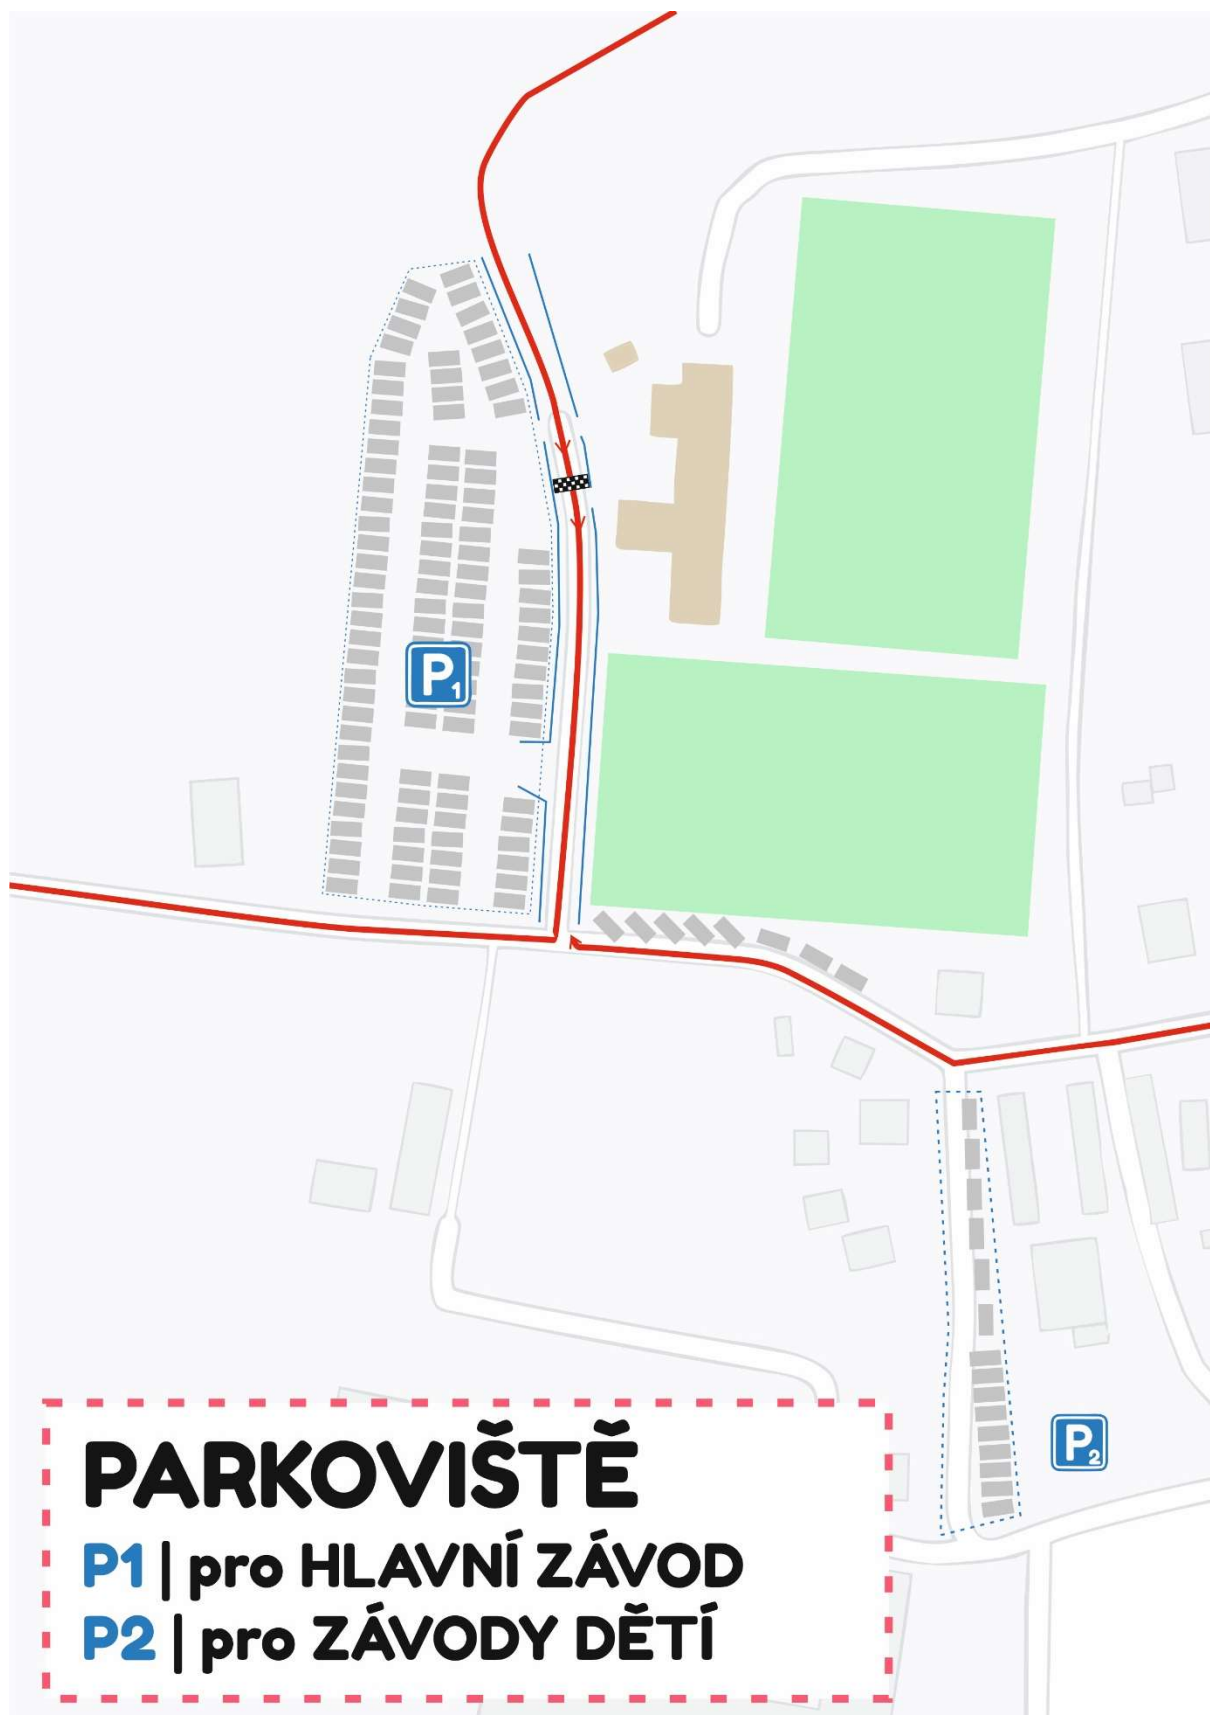 P1
P2
PARKOVIŠTĚ
P1 | pro HLAVNÍ ZÁVOD
P2 | pro ZÁVODY DĚTÍ